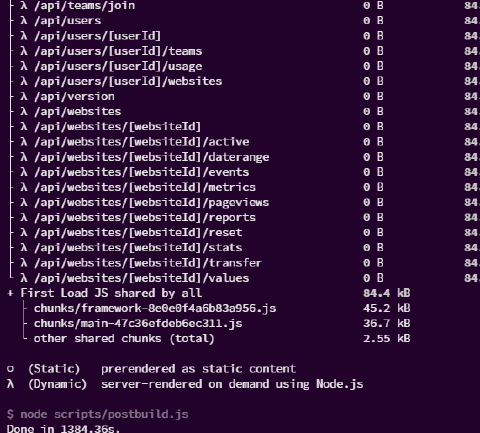 ├ λ /api/teams/join 0 B 84.
├ λ /api/users 0 B 84.
├ λ /api/users/[userId] 0 B 84.
├ λ /api/users/[userId]/teams 0 B 84.
├ λ /api/users/[userId]/usage 0 B 84.
├ λ /api/users/[userId]/websites 0 B 84.
├ λ /api/version 0 B 84.
├ λ /api/websites 0 B 84.
├ λ /api/websites/[websiteId] 0 B 84.
├ λ /api/websites/[websiteId]/active 0 B 84.
├ λ /api/websites/[websiteId]/daterange 0 B 84.
├ λ /api/websites/[websiteId]/events 0 B 84.
├ λ /api/websites/[websiteId]/metrics 0 B 84.
├ λ /api/websites/[websiteId]/pageviews 0 B 84.
├ λ /api/websites/[websiteId]/reports 0 B 84.
├ λ /api/websites/[websiteId]/reset 0 B 84.
├ λ /api/websites/[websiteId]/stats 0 B 84.
├ λ /api/websites/[websiteId]/transfer 0 B 84.
└ λ /api/websites/[websiteId]/values 0 B 84.
+ First Load JS shared by all 84.4 kB
├ chunks/framework-8e0e0f4a6b83a956.js 45.2 kB
├ chunks/main-47c36efdeb6ec311.js 36.7 kB
└ other shared chunks (total) 2.55 kB
○ (Static) prerendered as static content
λ (Dynamic) server-rendered on demand using Node.js
$ node scripts/postbuild.js
Done in 1384.36s.